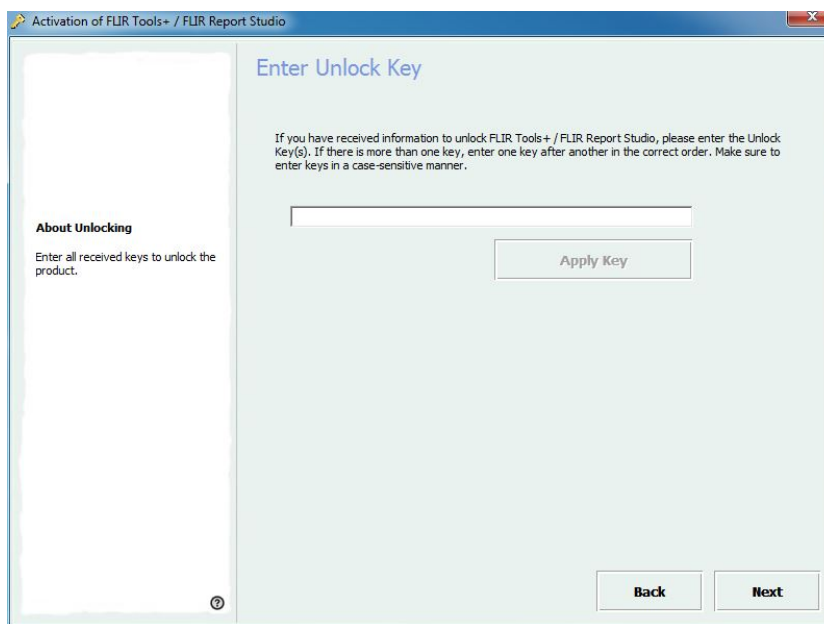 Activation of FLIR Tools+ / FLIR Report Studio
Enter Unlock Key
If you have received information to unlock FLIR Tools+ / FLIR Report Studio, please enter the Unlock
Key(s). If there is more than one key, enter one key after another in the correct order. Make sure to
enter keys in a case-sensitive manner.
About Unlocking
Enter all received keys to unlock the
product.
Apply Key
Back
Next